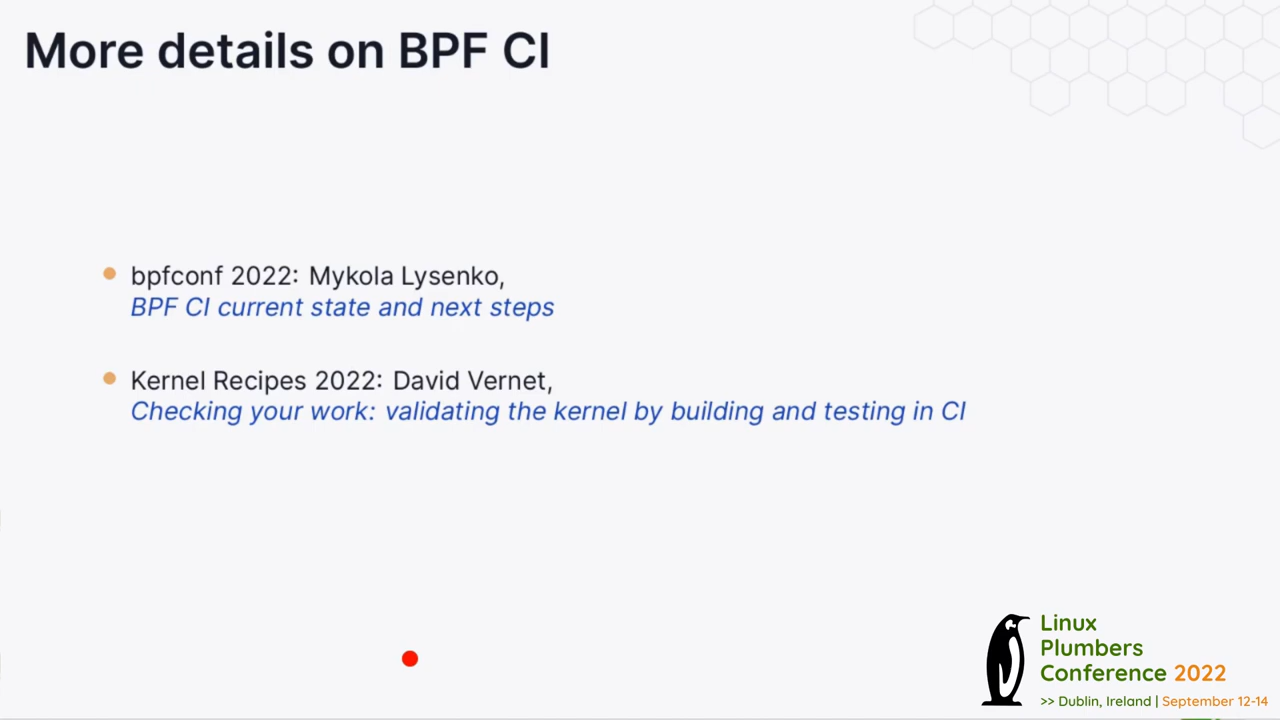 More details on BPF CI
bpfconf 2022: Mykola Lysenko,
BPF CI current state and next steps
Kernel Recipes 2022: David Vernet,
Checking your work: validating the kernel by building and testing in CI
Linux
Plumbers
Conference 2022
>> Dublin, Ireland | September 12-14